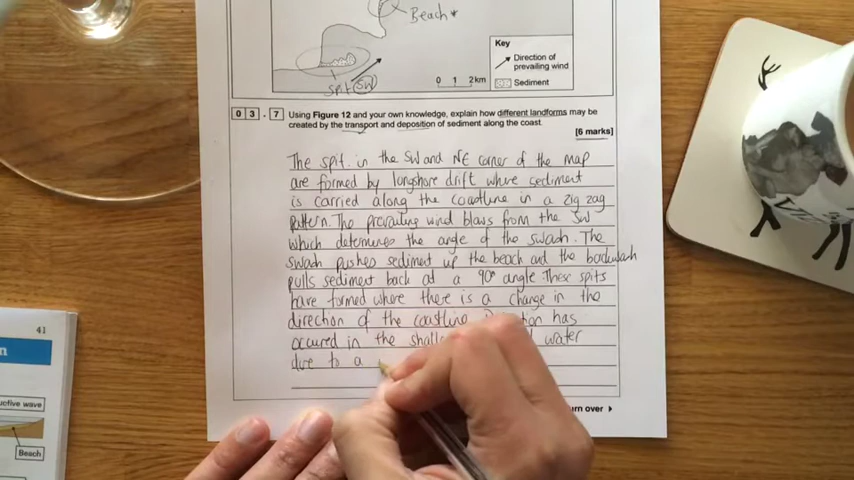 Beach*
Spit SW
Key
Direction of
prevailing wind
Sediment
0 1 2km
0 3 . 7 Using Figure 12 and your own knowledge, explain how different landforms may be
created by the transport and deposition of sediment along the coast.
[6 marks]
The spit in the SW and NE corner of the map
are formed by longshore drift where sediment
is carried along the coastline in a zig zag
pattern. The prevailing wind blows from the SW
which determines the angle of the swash. The
swash pushes sediment up the beach and the backwash
pulls sediment back at a 90° angle. These spits
have formed where there is a change in the
direction of the coastline. has
occured in the water
due to a
urn over
41
n
uctive wave
Beach